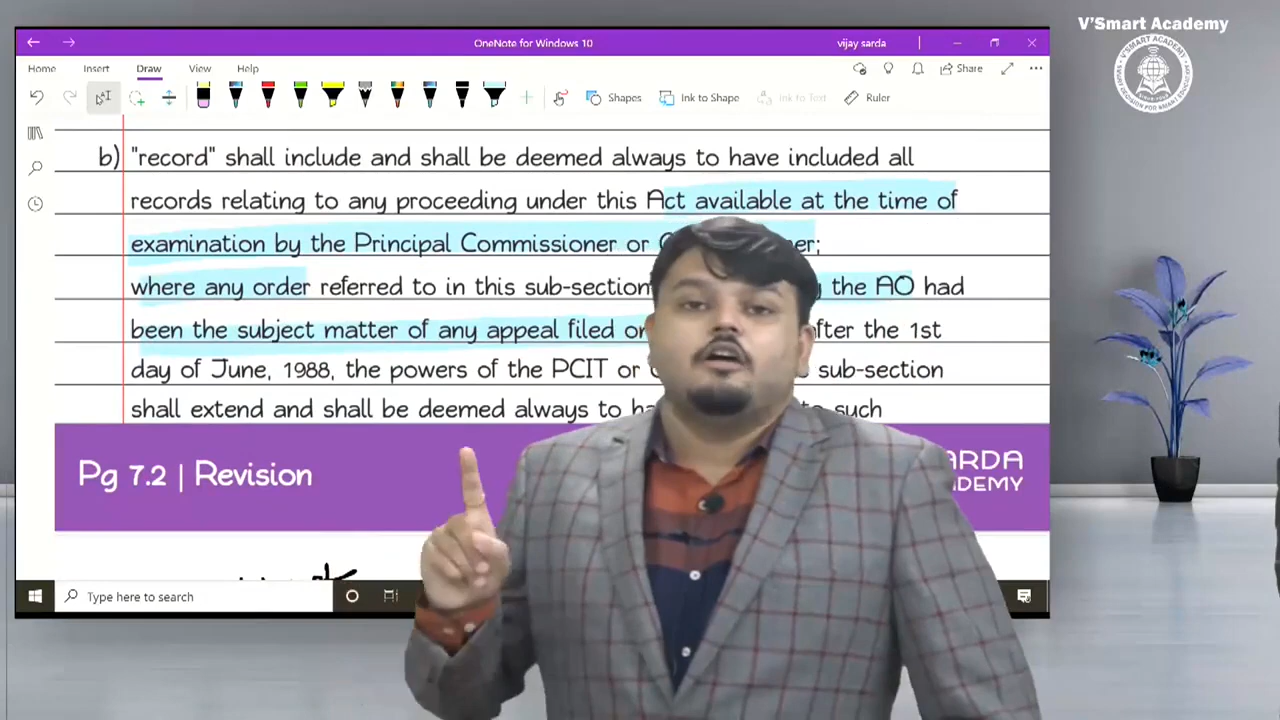 V'Smart Academy
OneNote for Windows 10
vijay sarda
Home Insert Draw View Help
Share
Shapes
Ink to Shape
Ink to Text
Ruler
b) "record" shall include and shall be deemed always to have included all
records relating to any proceeding under this Act available at the time of
examination by the Principal Commissioner or
where any order referred to in this sub-section the AO had
been the subject matter of any appeal filed 1st
day of June, 1988, the powers of the PCIT or sub-section
shall extend and shall be deemed always to such
Pg 7.2 | Revision
Type here to search